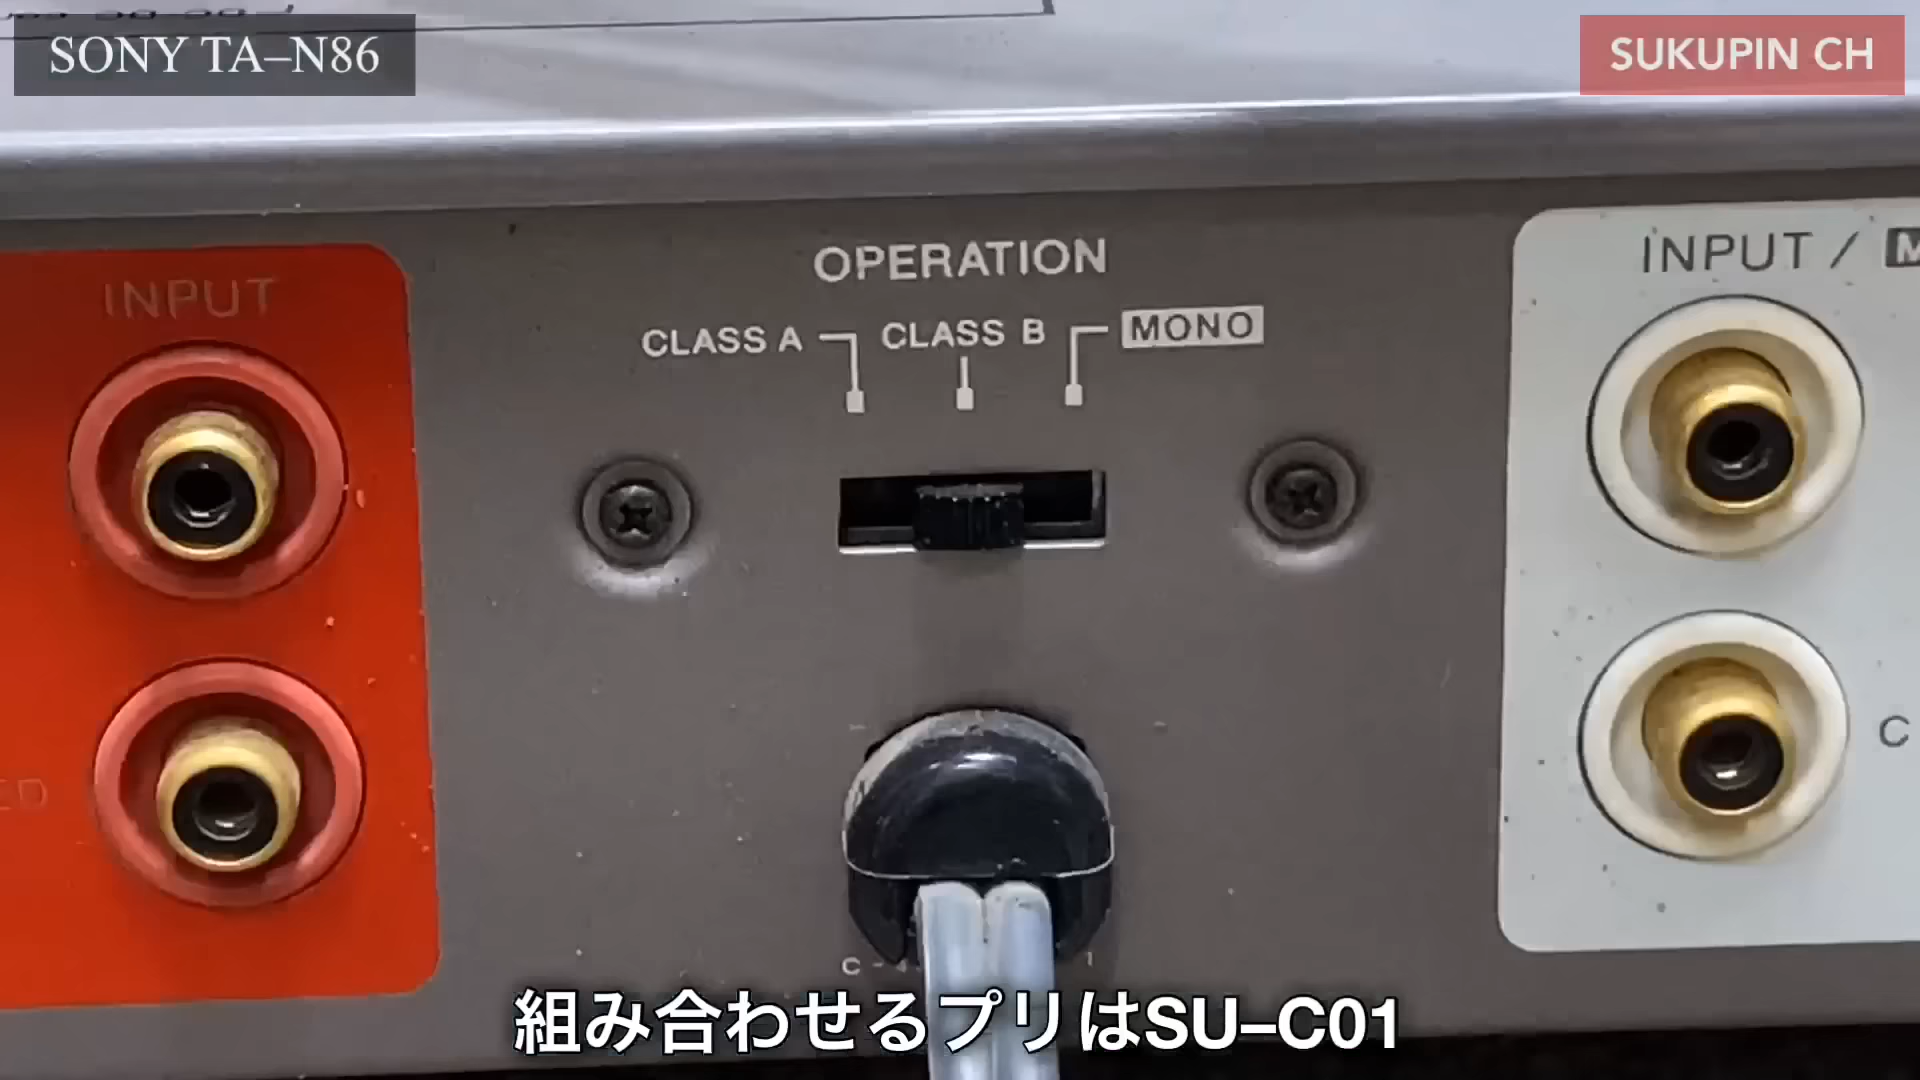 SONY TA–N86
SUKUPIN CH
OPERATION
CLASS A
CLASS B
MONO
INPUT
INPUT /
組み合わせるプリはSU–C01